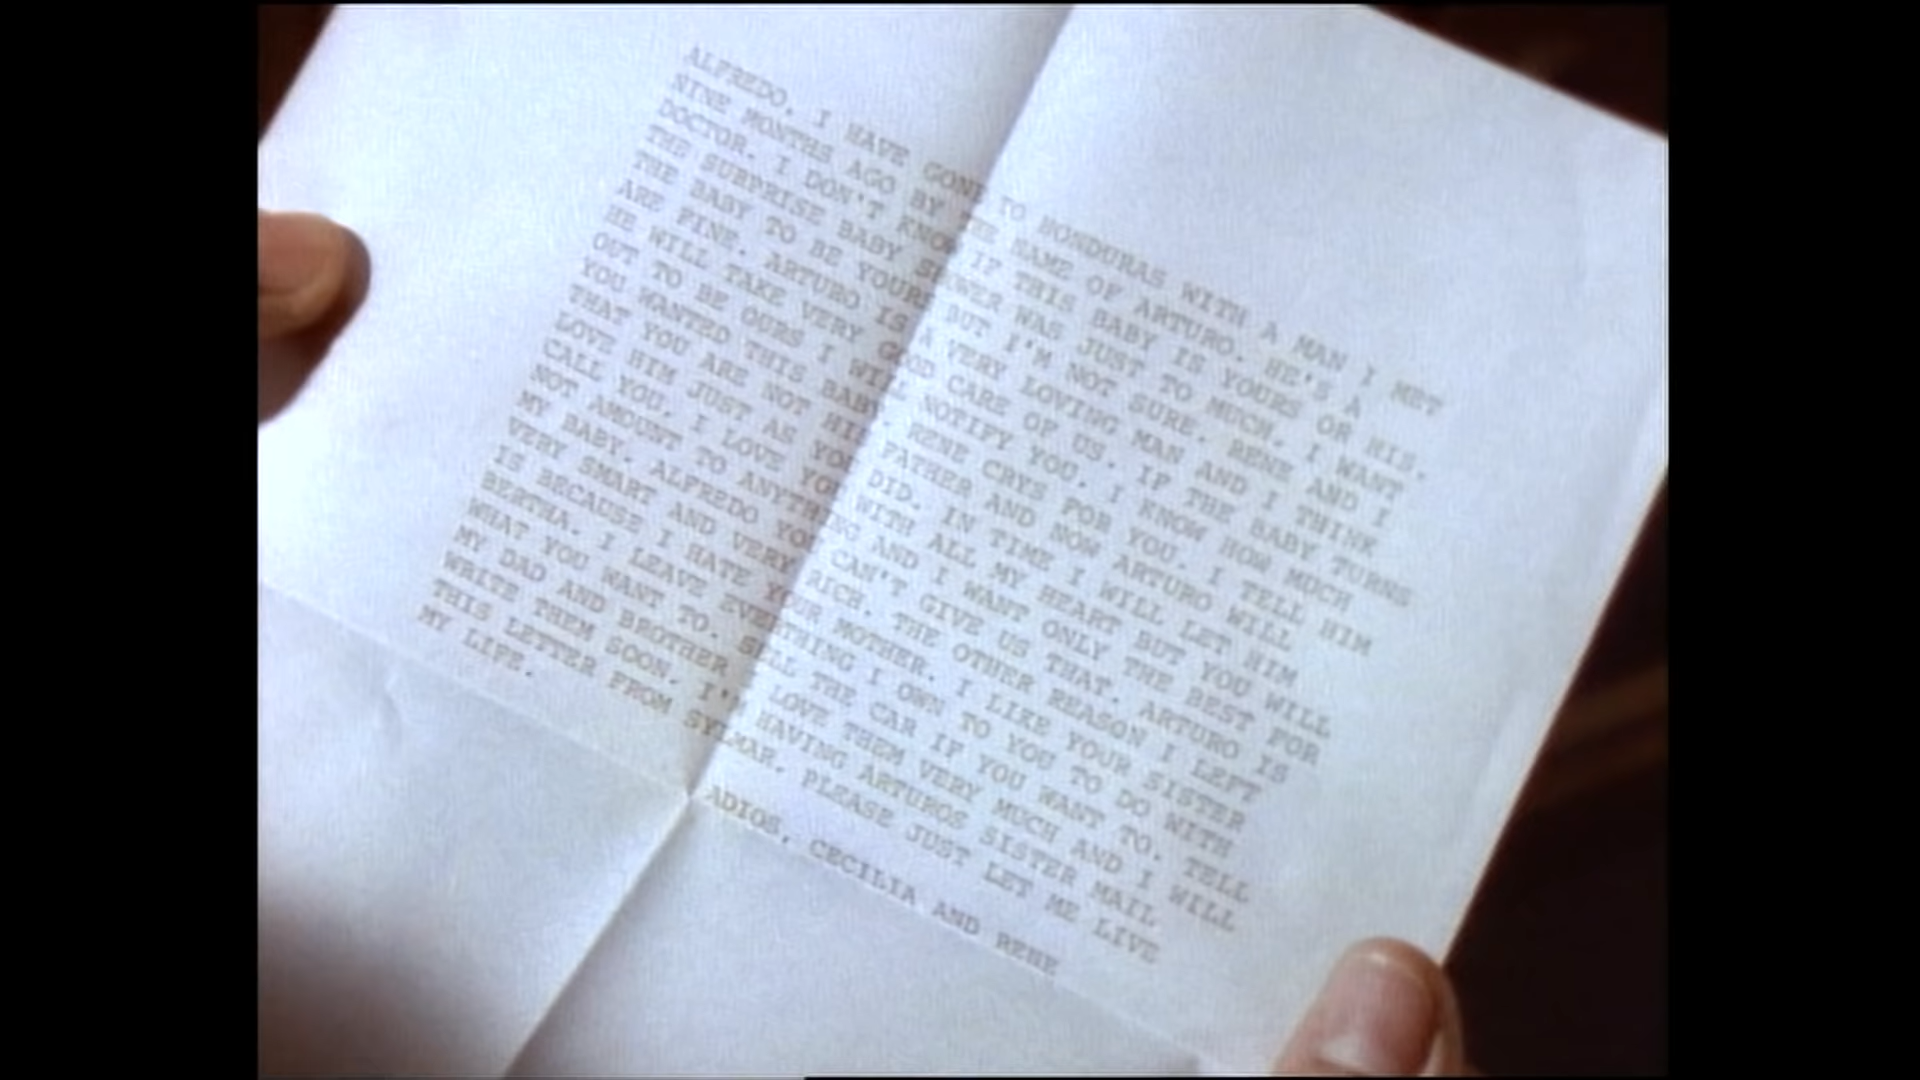 ALFREDO, I HAVE GONE TO HONDURAS WITH A MAN I MET
NINE MONTHS AGO BY THE NAME OF ARTURO. HE'S A
DOCTOR. I DON'T KNOW IF THIS BABY IS YOURS OR HIS.
THE SURPRISE BABY SHOWER WAS JUST TO MUCH. I WANT
THE BABY TO BE YOURS BUT I'M NOT SURE. RENE AND I
ARE FINE. ARTURO IS A VERY LOVING MAN AND I THINK
HE WILL TAKE VERY GOOD CARE OF US. IF THE BABY TURNS
OUT TO BE OURS I WILL NOTIFY YOU. I KNOW HOW MUCH
YOU WANTED THIS BABY. RENE CRYS FOR YOU. I TELL HIM
THAT YOU ARE NOT HIS FATHER AND NOW ARTURO WILL
LOVE HIM JUST AS YOU DID. IN TIME I WILL LET HIM
CALL YOU. I LOVE YOU WITH ALL MY HEART BUT YOU WILL
NOT AMOUNT TO ANYTHING AND I WANT ONLY THE BEST FOR
MY BABY. ALFREDO YOU CAN'T GIVE US THAT. ARTURO IS
VERY SMART AND VERY RICH. THE OTHER REASON I LEFT
IS BECAUSE I HATE YOUR MOTHER. I LIKE YOUR SISTER
BERTHA. I LEAVE EVERTHING I OWN TO YOU TO DO WITH
WHAT YOU WANT TO. SELL THE CAR IF YOU WANT TO. TELL
MY DAD AND BROTHER I LOVE THEM VERY MUCH AND I WILL
WRITE THEM SOON. I'M HAVING ARTUROS SISTER MAIL
THIS LETTER FROM SYLMAR. PLEASE JUST LET ME LIVE
MY LIFE.
ADIOS, CECILIA AND RENE